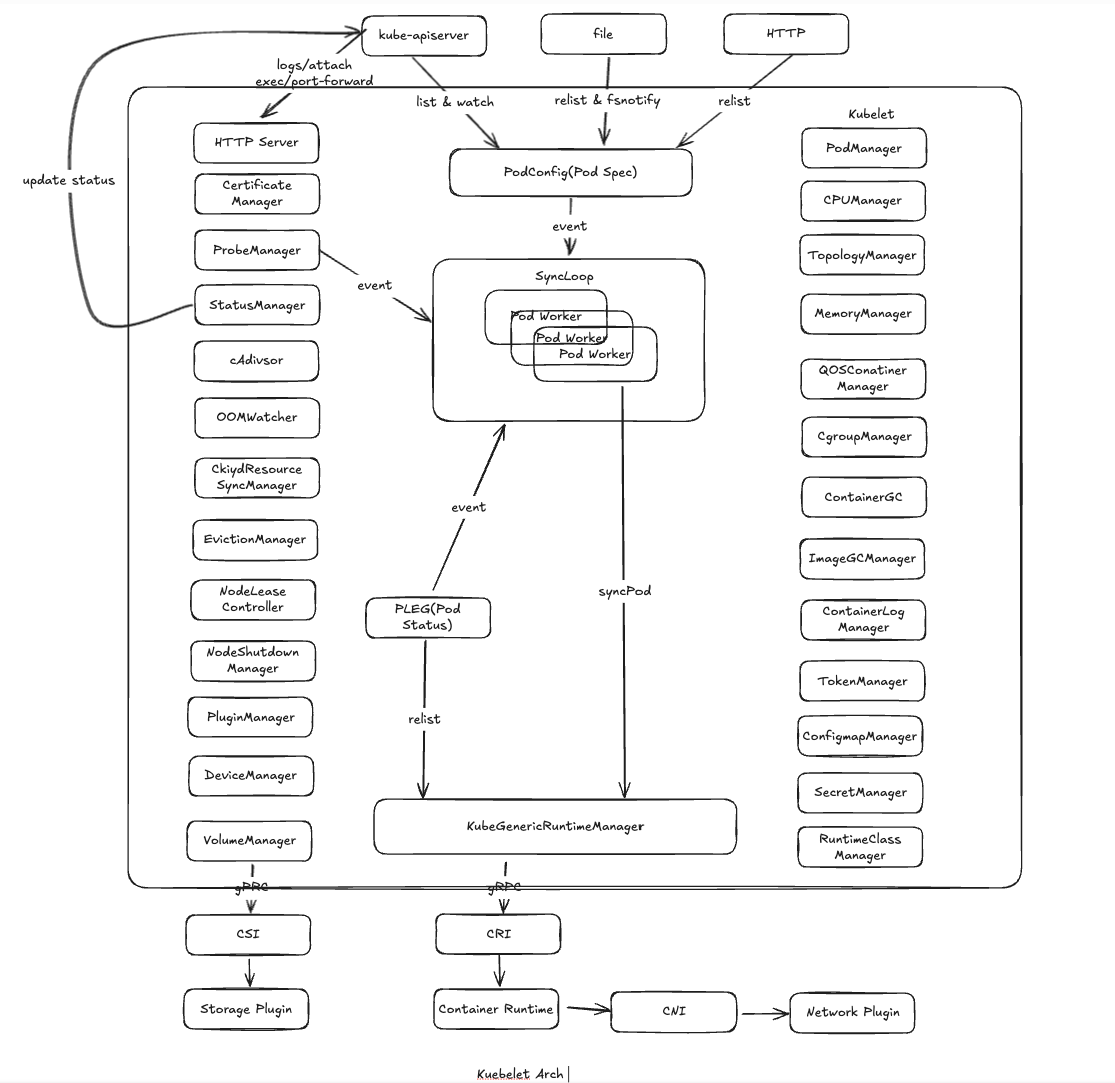 kube-apiserver
file
HTTP
logs/attach
exec/port-forward
list & watch
relist & fsnotify
relist
update status
Kubelet
HTTP Server
Certificate
Manager
ProbeManager
StatusManager
cAdivsor
OOMWatcher
CkiydResource
SyncManager
EvictionManager
NodeLease
Controller
NodeShutdown
Manager
PluginManager
DeviceManager
VolumeManager
gPRC
CSI
Storage Plugin
PodConfig(Pod Spec)
event
event
SyncLoop
Pod Worker
Pod Worker
Pod Worker
event
PLEG(Pod
Status)
relist
syncPod
KubeGenericRuntimeManager
gRPC
CRI
Container Runtime
CNI
Network Plugin
PodManager
CPUManager
TopologyManager
MemoryManager
QOSConatiner
Manager
CgroupManager
ContainerGC
ImageGCManager
ContainerLog
Manager
TokenManager
ConfigmapManager
SecretManager
RuntimeClass
Manager
Kuebelet Arch